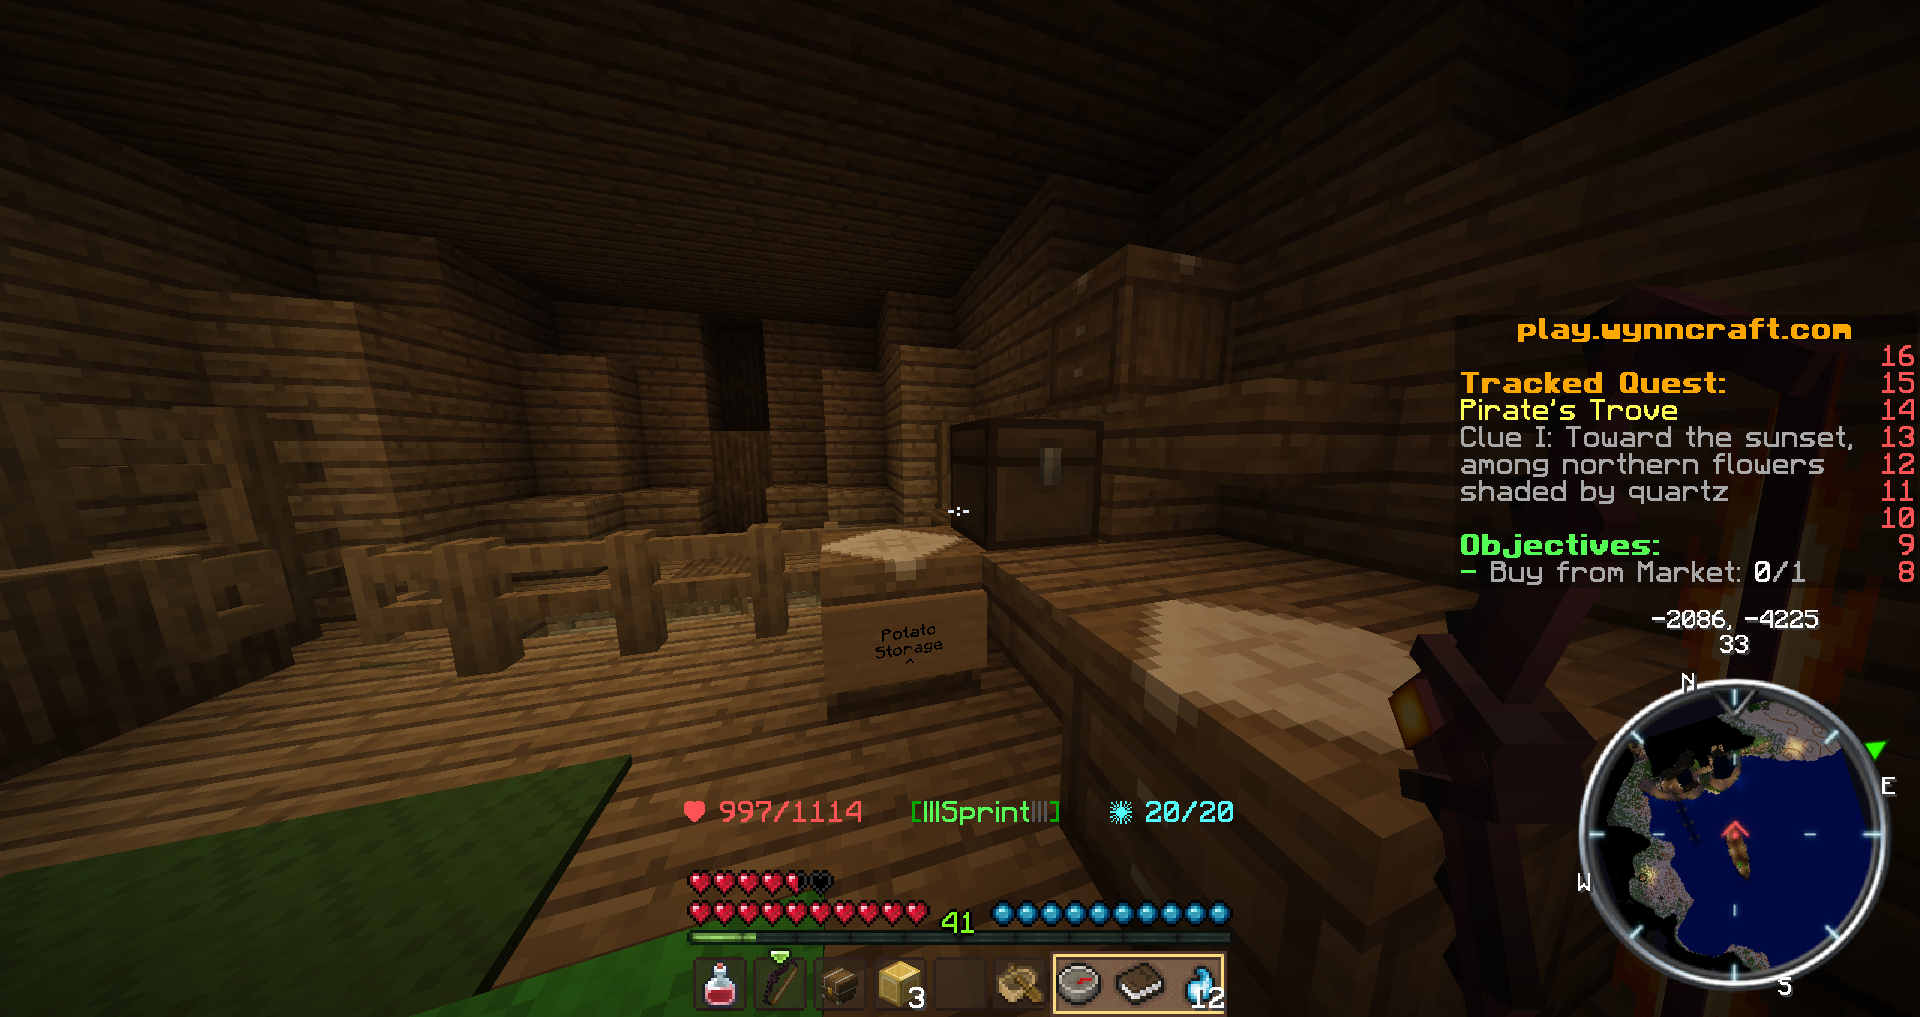 play.wynncraft.com
16
Tracked Quest: 15
Pirate's Trove 14
Clue I: Toward the sunset, 13
among northern flowers 12
shaded by quartz 11
10
Objectives: 9
- Buy from Market: 0/1 8
-2086, -4225
33
N
E
W
S
Potato
Storage
^
997/1114 [|||Sprint|||] 20/20
41
3
12